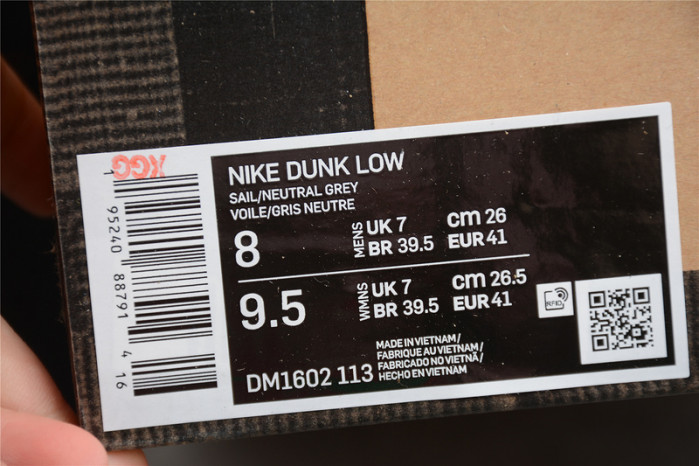 XGG
1 95240 88791 4 16
NIKE DUNK LOW
SAIL/NEUTRAL GREY
VOILE/GRIS NEUTRE
8 MENS UK 7 cm 26
BR 39.5 EUR 41
9.5 WMNS UK 7 cm 26.5
BR 39.5 EUR 41
RFID
DM1602 113
MADE IN VIETNAM/
FABRIQUE AU VIETNAM/
FABRICADO NO VIETNÃ/
HECHO EN VIETNAM